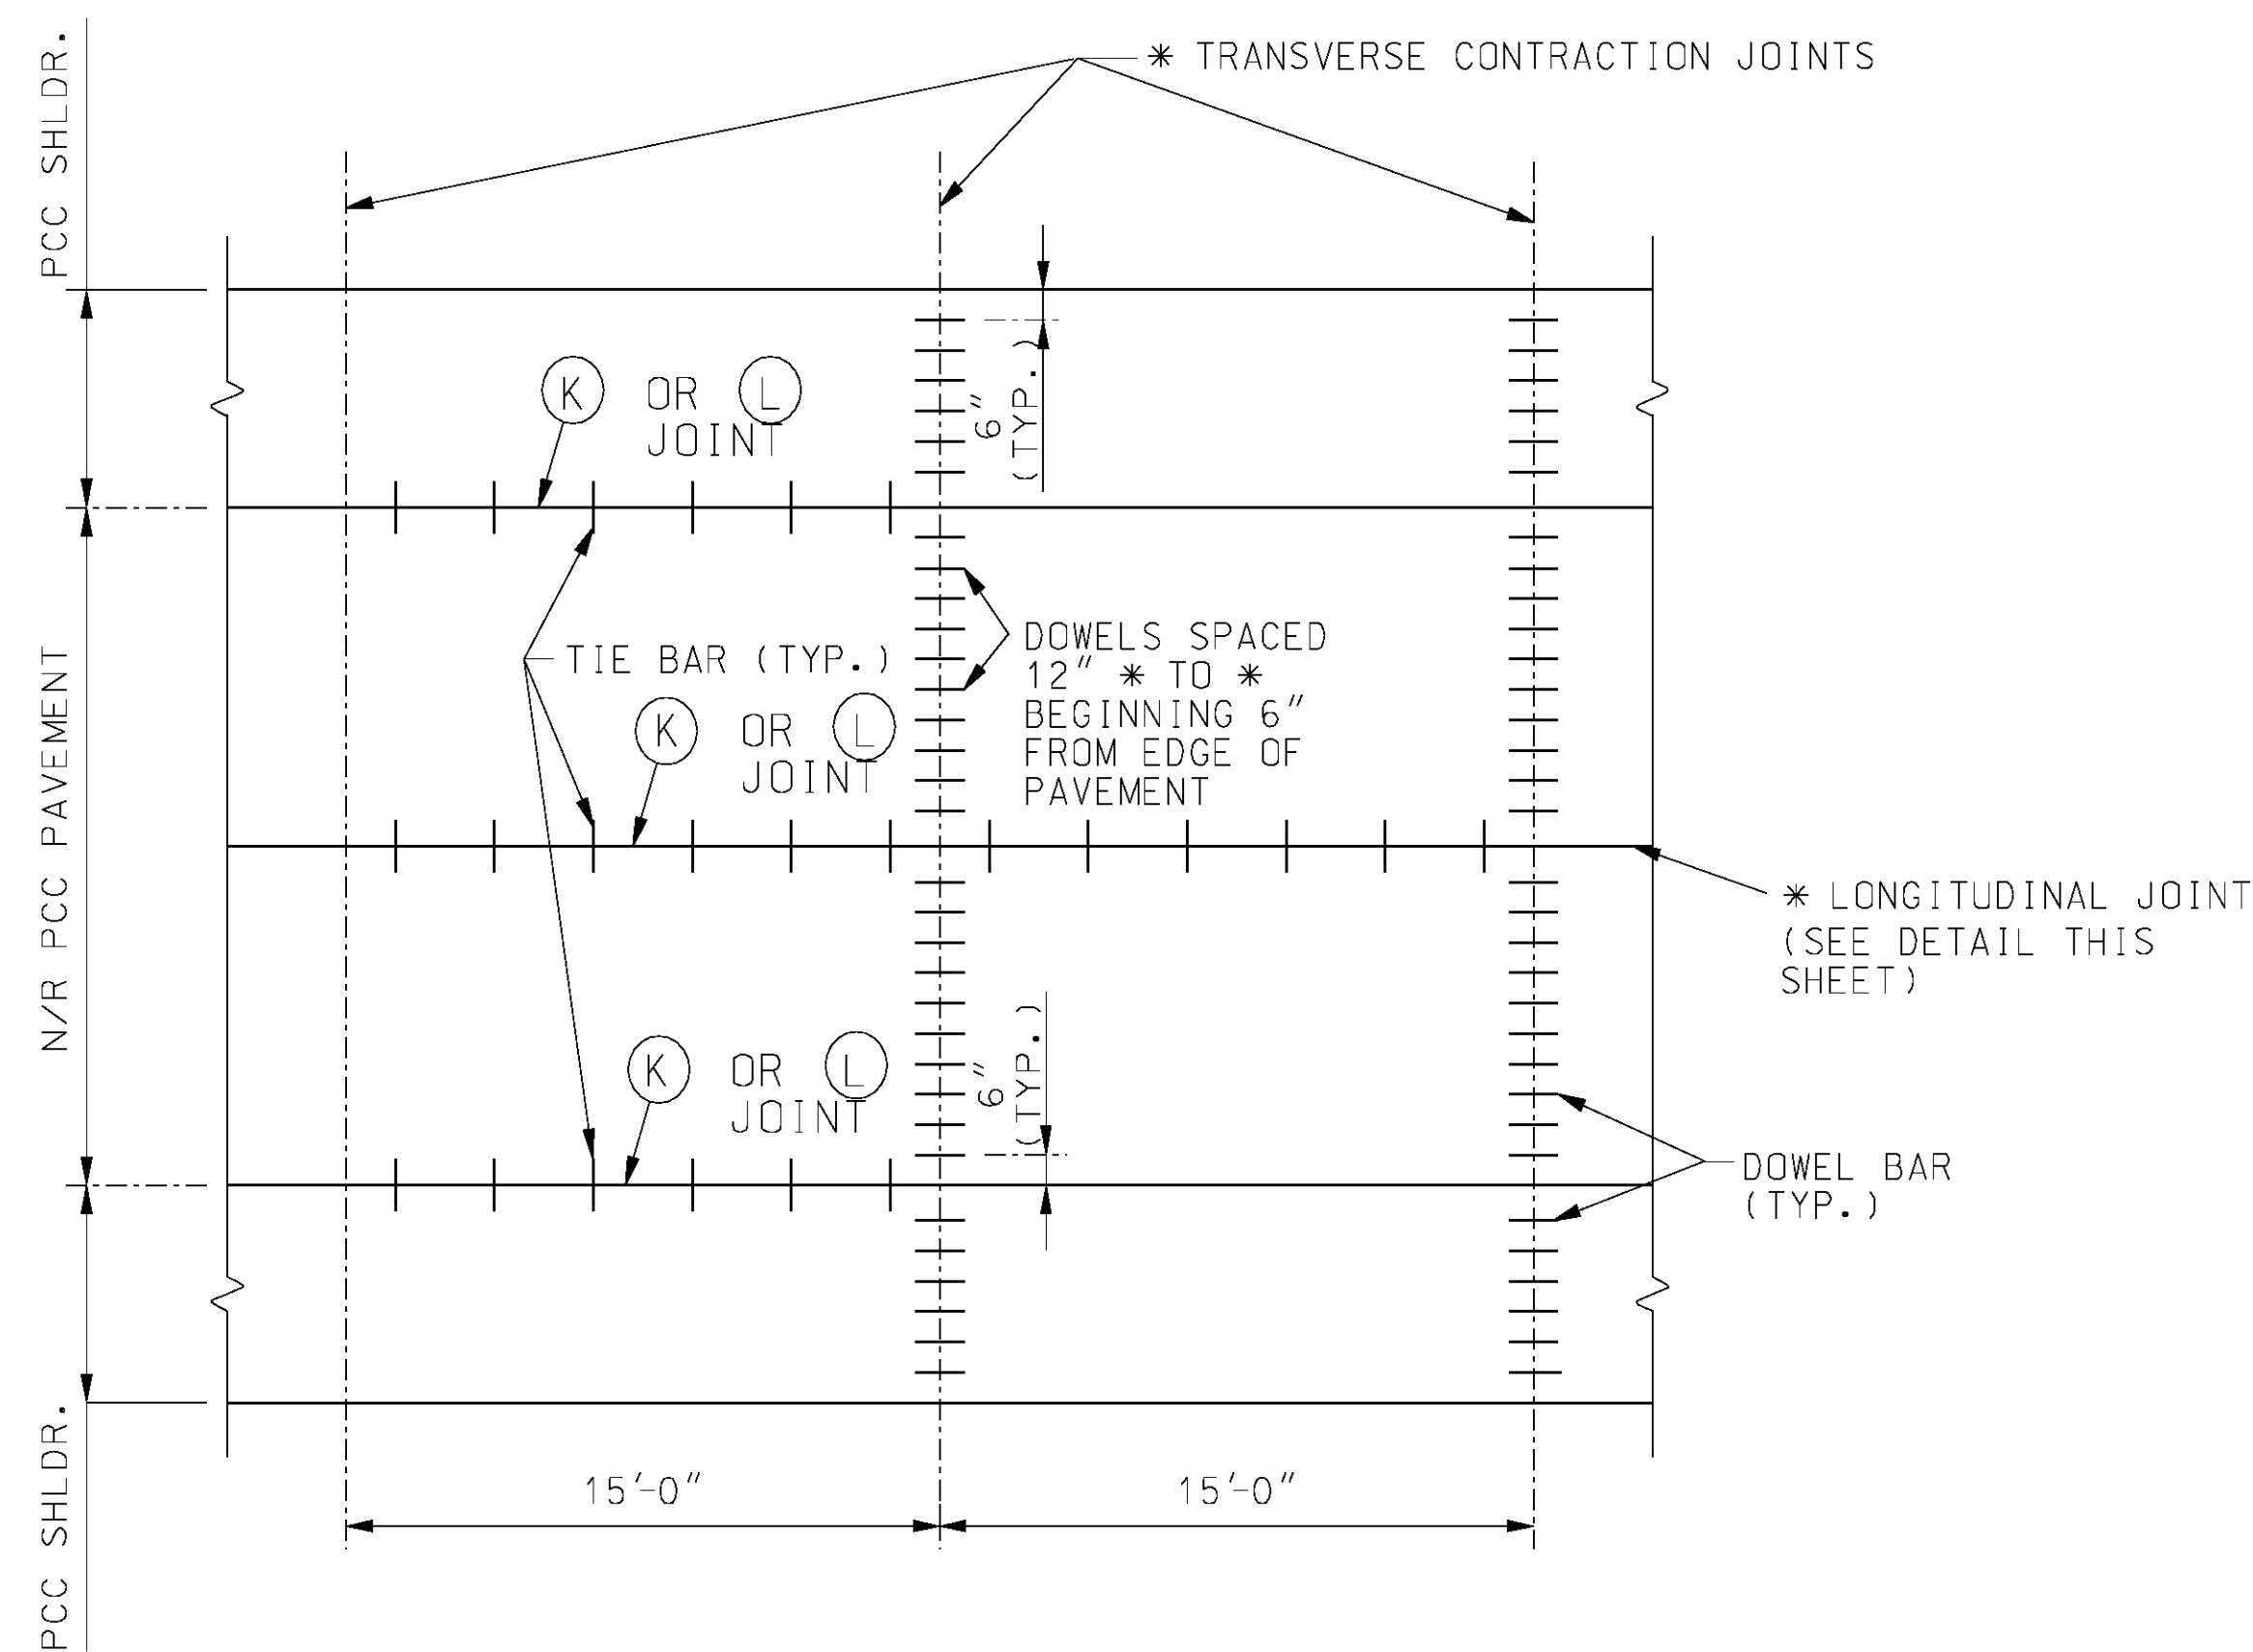 * TRANSVERSE CONTRACTION JOINTS
PCC SHLDR.
K OR L
JOINT
6"
(TYP.)
TIE BAR (TYP.)
DOWELS SPACED
12" * TO *
BEGINNING 6"
FROM EDGE OF
PAVEMENT
K OR L
JOINT
N/R PCC PAVEMENT
* LONGITUDINAL JOINT
(SEE DETAIL THIS
SHEET)
K OR L
JOINT
6"
(TYP.)
DOWEL BAR
(TYP.)
PCC SHLDR.
15'-0"
15'-0"